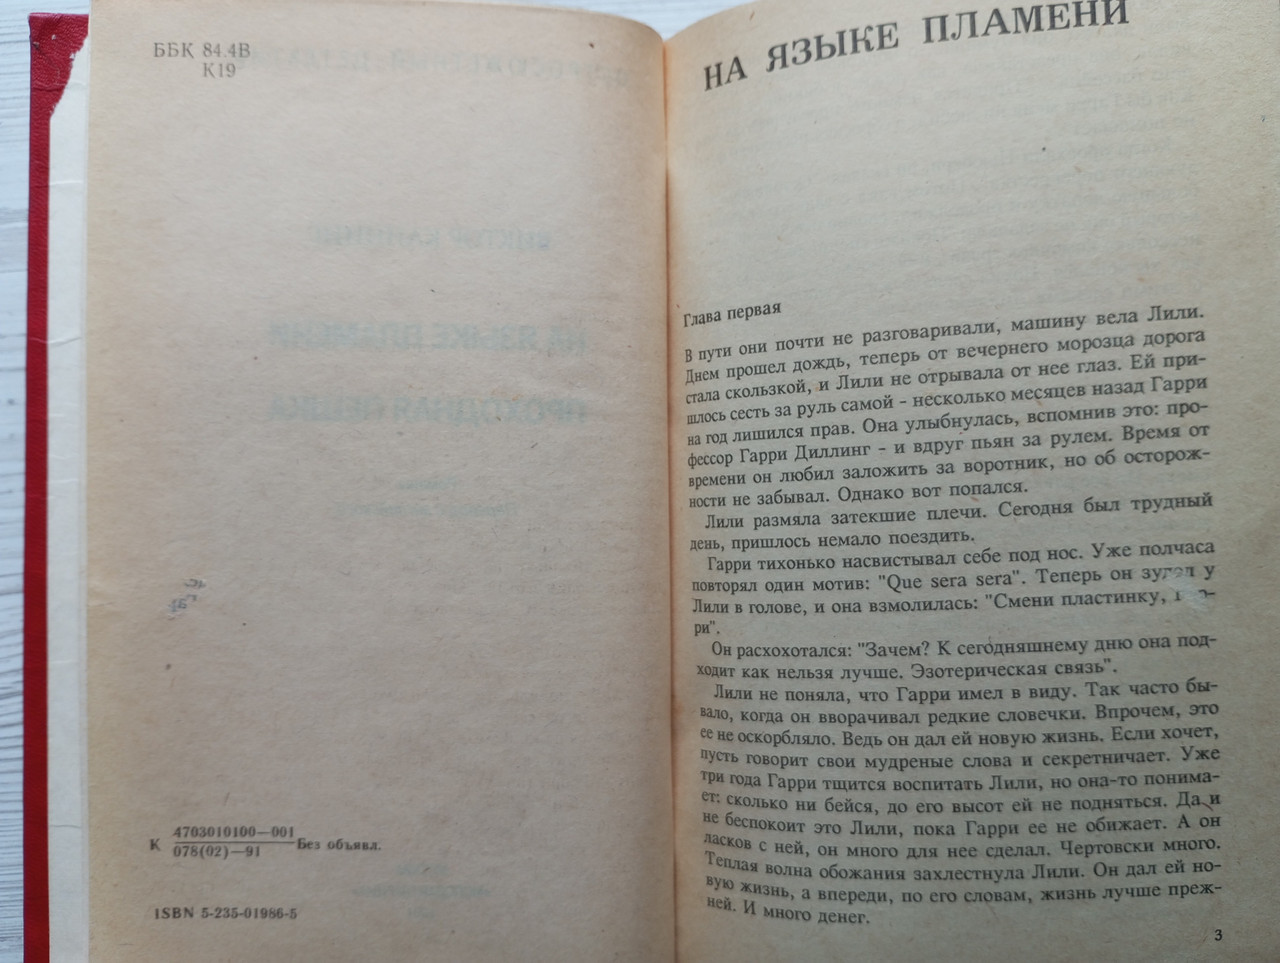 ББК 84.4В
К19
К 4703010100—001
078(02)—91
Без объявл.
ISBN 5-235-01986-5
НА ЯЗЫКЕ ПЛАМЕНИ
Глава первая
В пути они почти не разговаривали, машину вела Лили.
Днем прошел дождь, теперь от вечернего морозца дорога
стала скользкой, и Лили не отрывала от нее глаз. Ей при-
шлось сесть за руль самой - несколько месяцев назад Гарри
на год лишился прав. Она улыбнулась, вспомнив это: про-
фессор Гарри Диллинг - и вдруг пьян за рулем. Время от
времени он любил заложить за воротник, но об осторож-
ности не забывал. Однако вот попался.
Лили размяла затекшие плечи. Сегодня был трудный
день, пришлось немало поездить.
Гарри тихонько насвистывал себе под нос. Уже полчаса
повторял один мотив: "Que sera sera". Теперь он у
Лили в голове, и она взмолилась: "Смени пластинку,
ри".
Он расхохотался: "Зачем? К сегодняшнему дню она под-
ходит как нельзя лучше. Эзотерическая связь".
Лили не поняла, что Гарри имел в виду. Так часто бы-
вало, когда он вворачивал редкие словечки. Впрочем, это
ее не оскорбляло. Ведь он дал ей новую жизнь. Если хочет,
пусть говорит свои мудреные слова и секретничает. Уже
три года Гарри тщится воспитать Лили, но она-то понима-
ет: сколько ни бейся, до его высот ей не подняться. Да и
не беспокоит это Лили, пока Гарри ее не обижает. А он
ласков с ней, он много для нее сделал. Чертовски много.
Теплая волна обожания захлестнула Лили. Он дал ей но-
вую жизнь, а впереди, по его словам, жизнь лучше преж-
ней. И много денег.
3